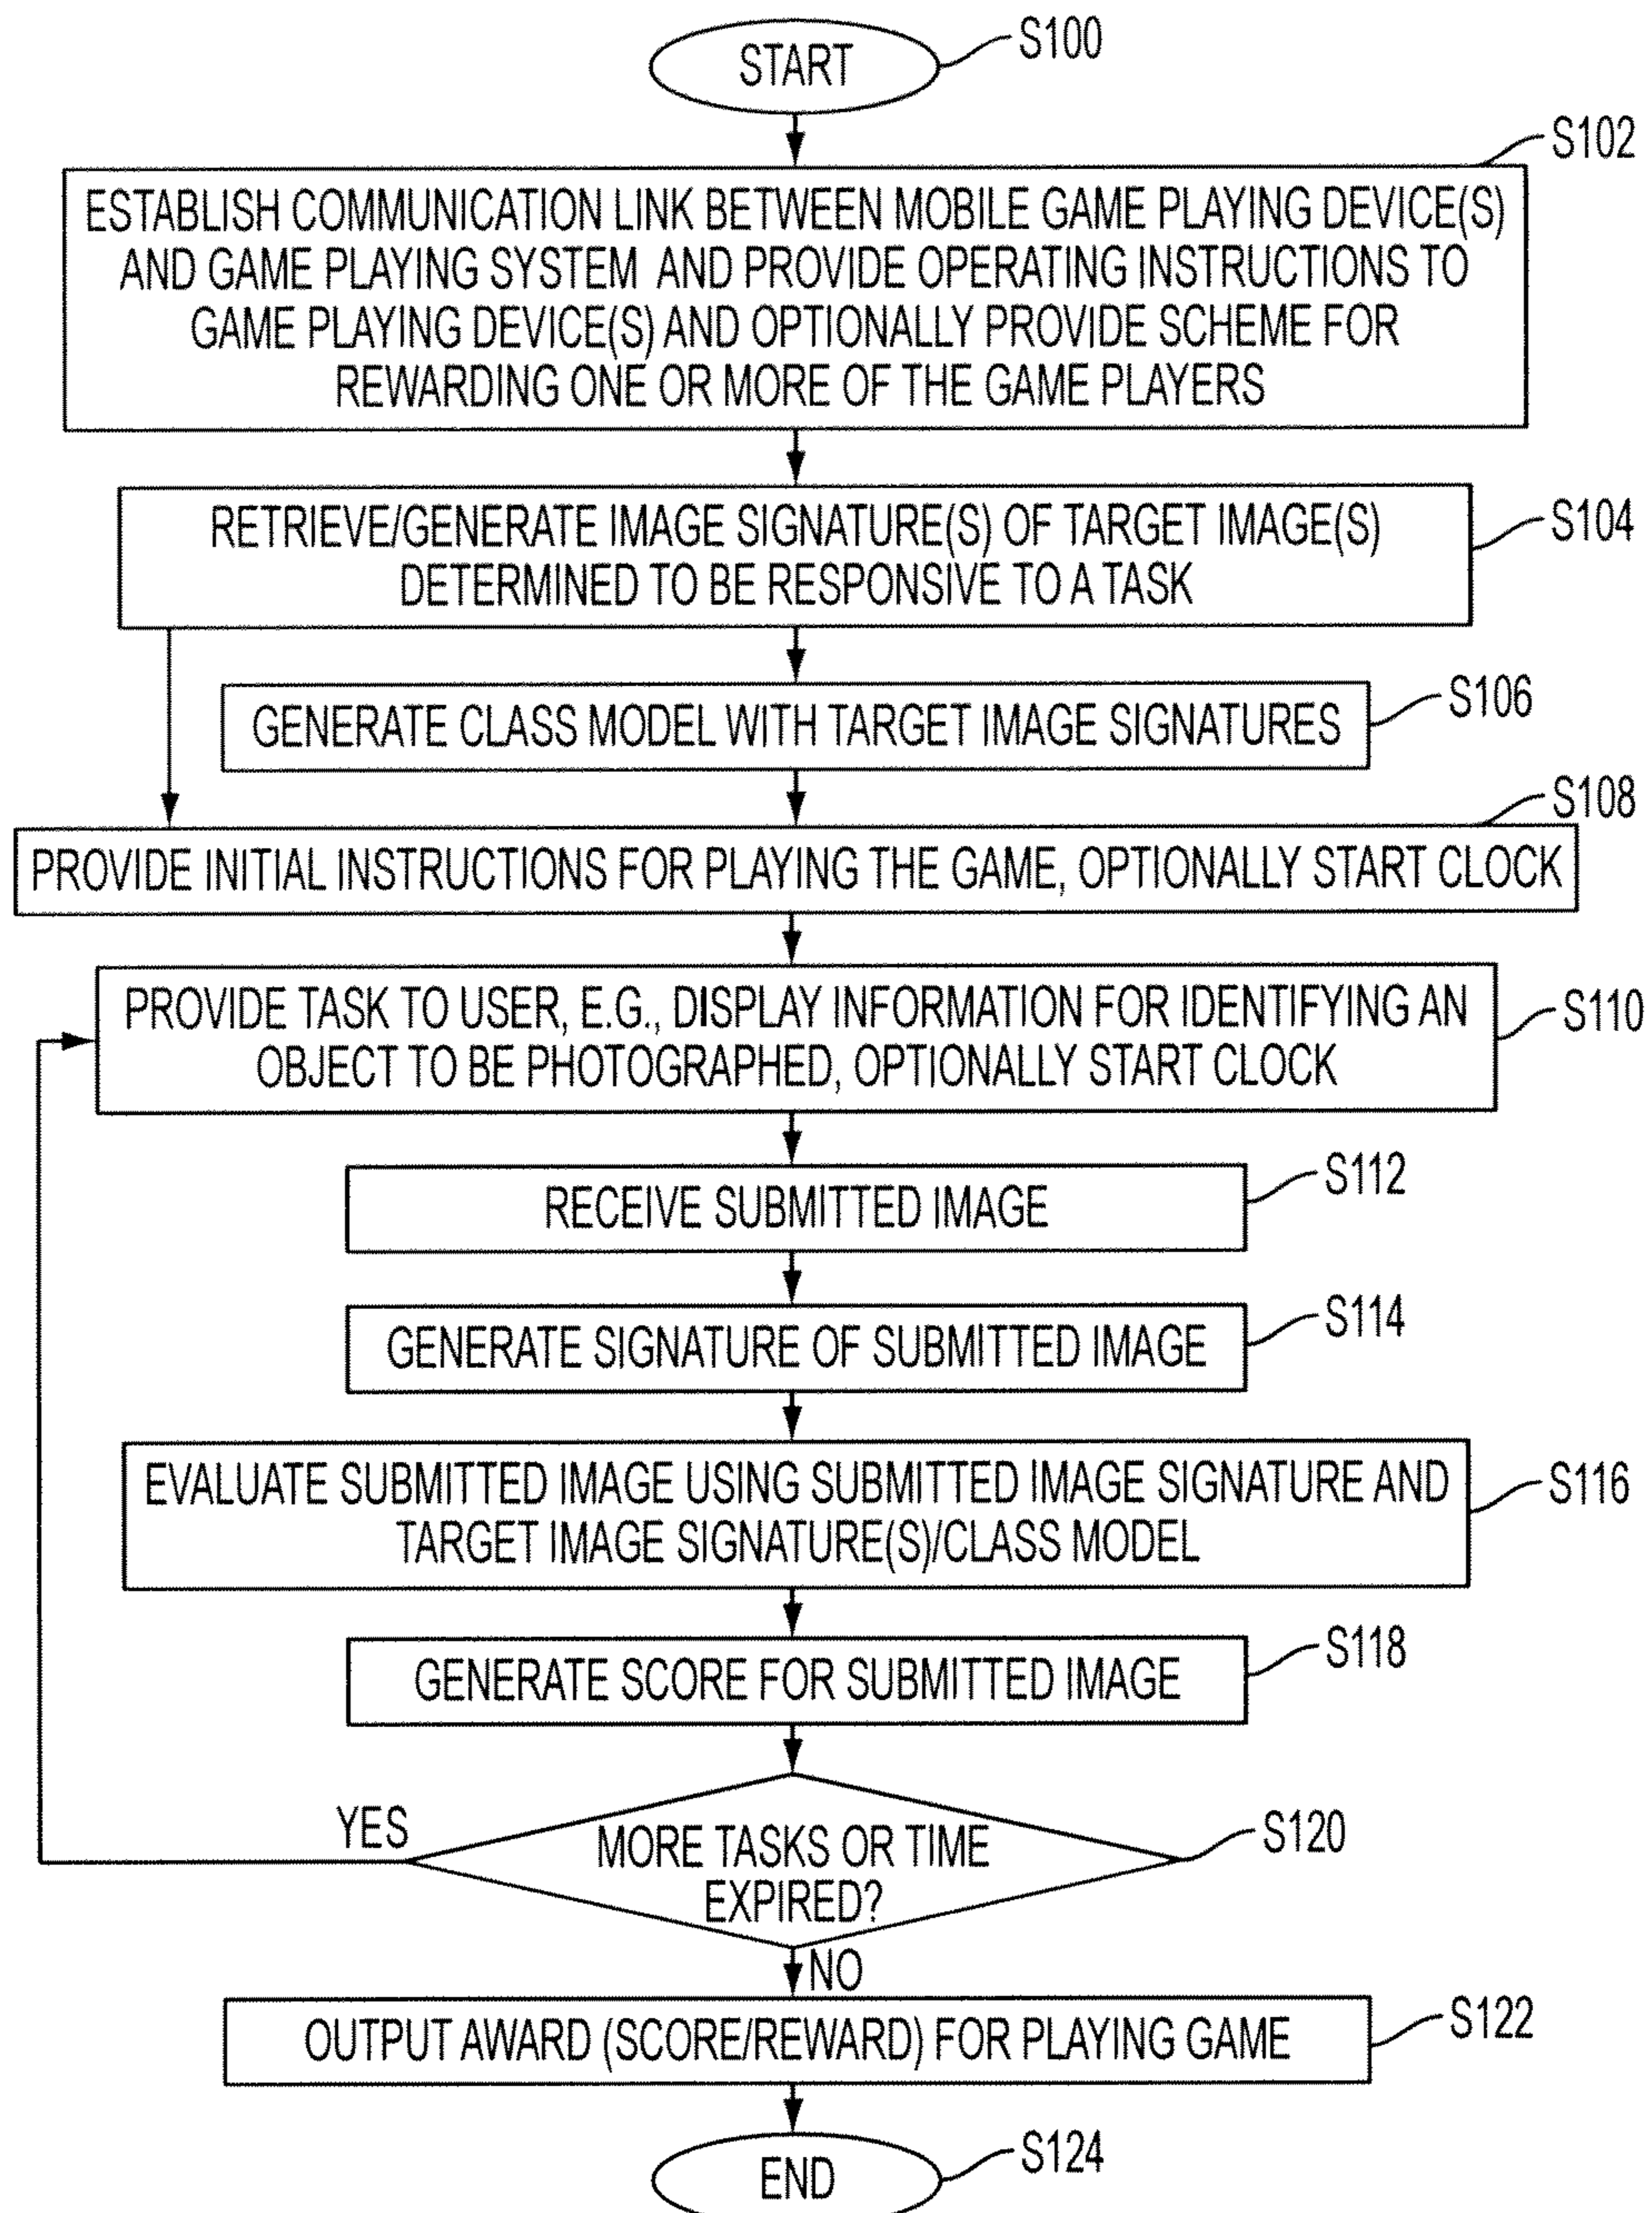 START
S100
S102
ESTABLISH COMMUNICATION LINK BETWEEN MOBILE GAME PLAYING DEVICE(S)
AND GAME PLAYING SYSTEM AND PROVIDE OPERATING INSTRUCTIONS TO
GAME PLAYING DEVICE(S) AND OPTIONALLY PROVIDE SCHEME FOR
REWARDING ONE OR MORE OF THE GAME PLAYERS
RETRIEVE/GENERATE IMAGE SIGNATURE(S) OF TARGET IMAGE(S)
DETERMINED TO BE RESPONSIVE TO A TASK
S104
GENERATE CLASS MODEL WITH TARGET IMAGE SIGNATURES
S106
S108
PROVIDE INITIAL INSTRUCTIONS FOR PLAYING THE GAME, OPTIONALLY START CLOCK
PROVIDE TASK TO USER, E.G., DISPLAY INFORMATION FOR IDENTIFYING AN
OBJECT TO BE PHOTOGRAPHED, OPTIONALLY START CLOCK
S110
RECEIVE SUBMITTED IMAGE
S112
GENERATE SIGNATURE OF SUBMITTED IMAGE
S114
EVALUATE SUBMITTED IMAGE USING SUBMITTED IMAGE SIGNATURE AND
TARGET IMAGE SIGNATURE(S)/CLASS MODEL
S116
GENERATE SCORE FOR SUBMITTED IMAGE
S118
YES
MORE TASKS OR TIME
EXPIRED?
S120
NO
OUTPUT AWARD (SCORE/REWARD) FOR PLAYING GAME
S122
END
S124